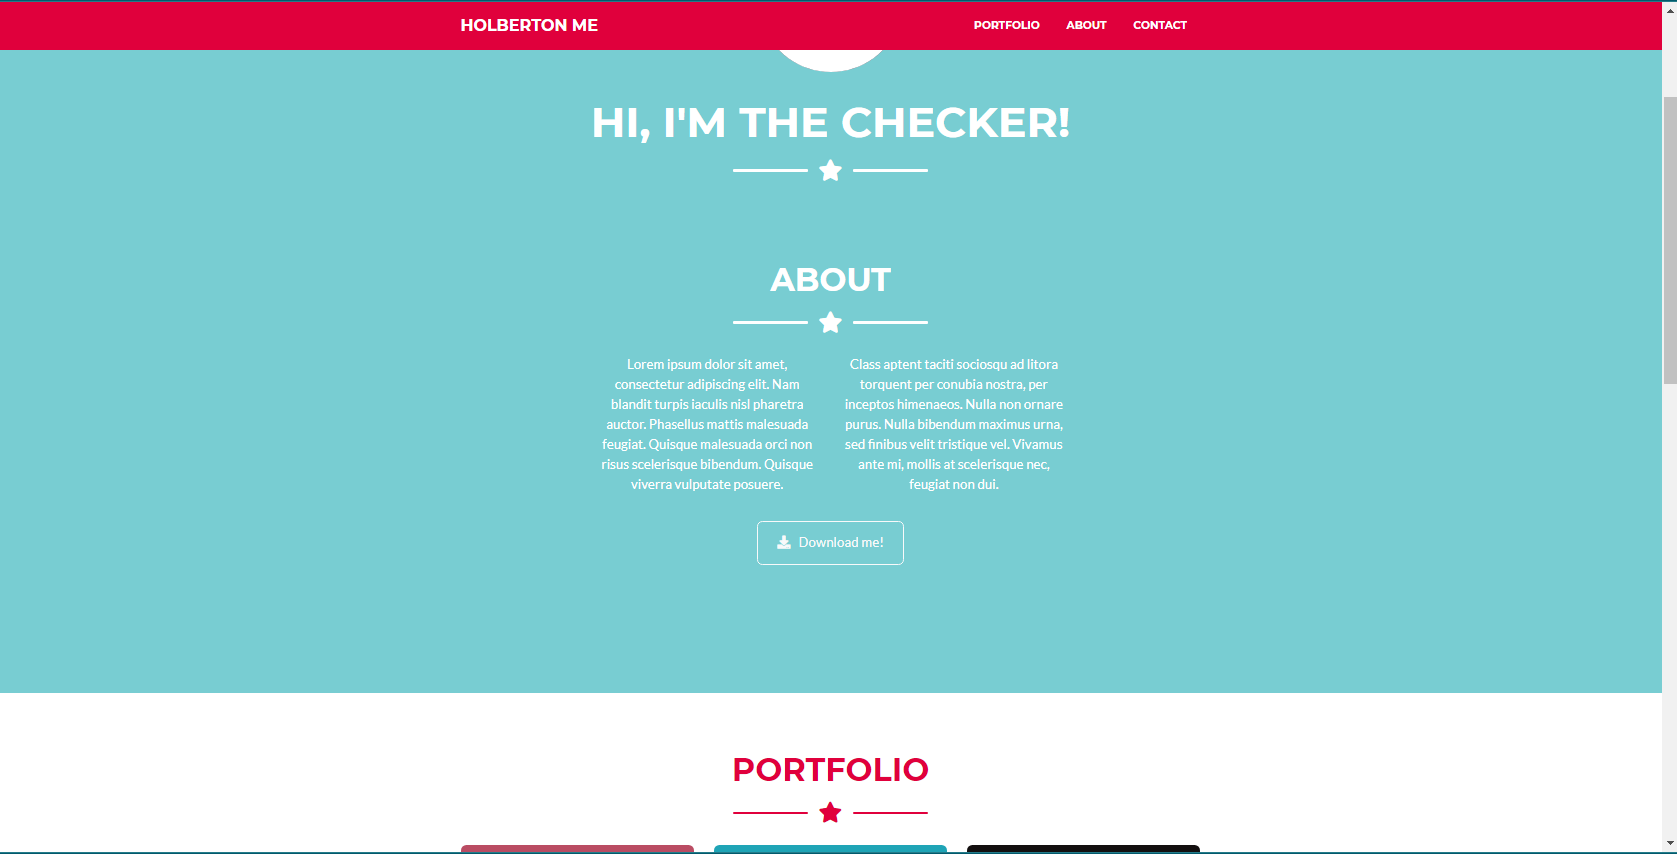 HOLBERTON ME
PORTFOLIO ABOUT CONTACT
HI, I'M THE CHECKER!
ABOUT
Lorem ipsum dolor sit amet,
consectetur adipiscing elit. Nam
blandit turpis iaculis nisl pharetra
auctor. Phasellus mattis malesuada
feugiat. Quisque malesuada orci non
risus scelerisque bibendum. Quisque
viverra vulputate posuere.
Class aptent taciti sociosqu ad litora
torquent per conubia nostra, per
inceptos himenaeos. Nulla non ornare
purus. Nulla bibendum maximus urna,
sed finibus velit tristique vel. Vivamus
ante mi, mollis at scelerisque nec,
feugiat non dui.
Download me!
PORTFOLIO